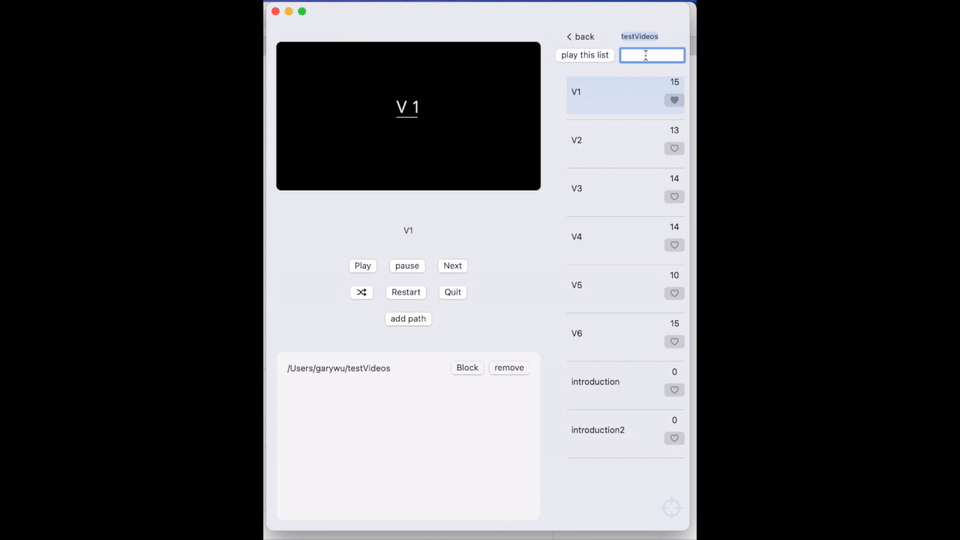 back
testVideos
play this list
V 1
V1
Play
pause
Next
Restart
Quit
add path
/Users/garywu/testVideos
Block
remove
15
V1
13
V2
14
V3
14
V4
10
V5
15
V6
0
introduction
0
introduction2